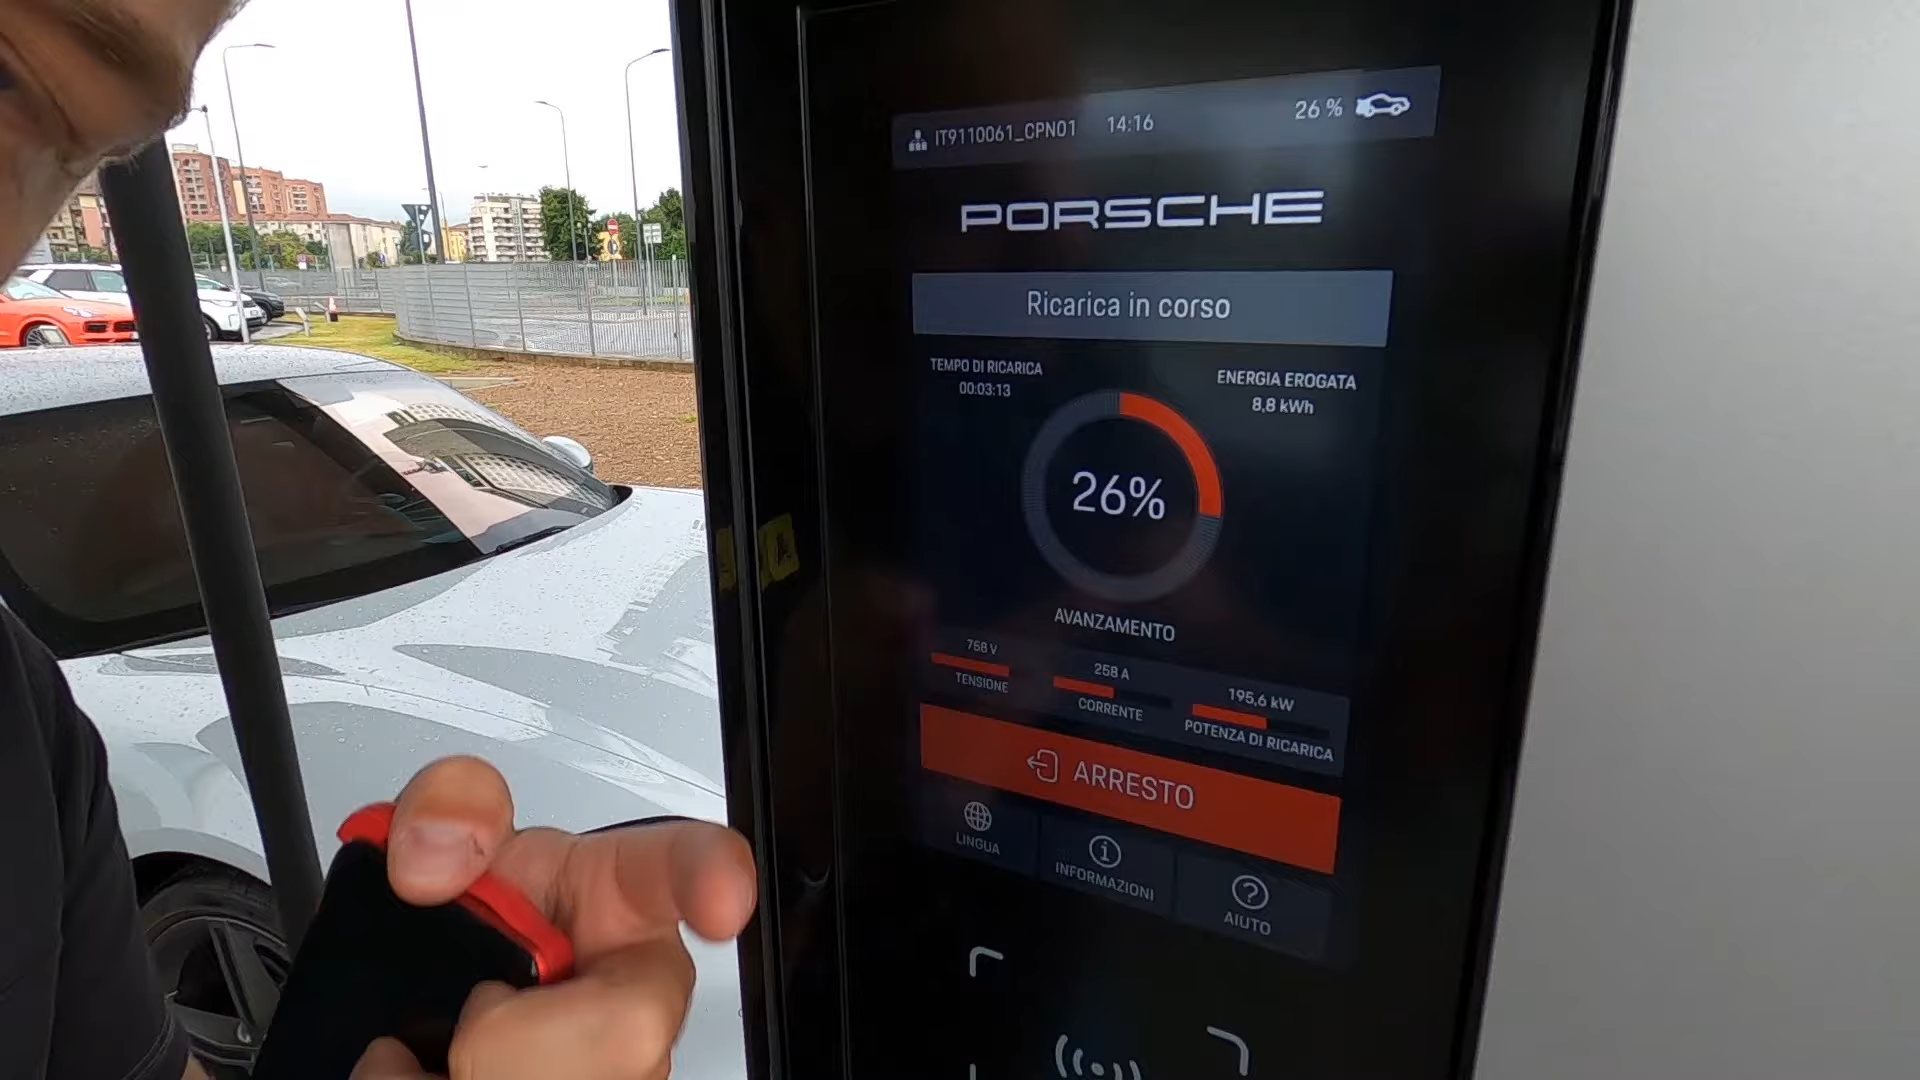 IT9110061_CPN01 14:16 26 %
PORSCHE
Ricarica in corso
TEMPO DI RICARICA
00:03:13
ENERGIA EROGATA
8,8 kWh
26%
AVANZAMENTO
768 V
TENSIONE
258 A
CORRENTE
195,6 kW
POTENZA DI RICARICA
ARRESTO
LINGUA
INFORMAZIONI
AIUTO